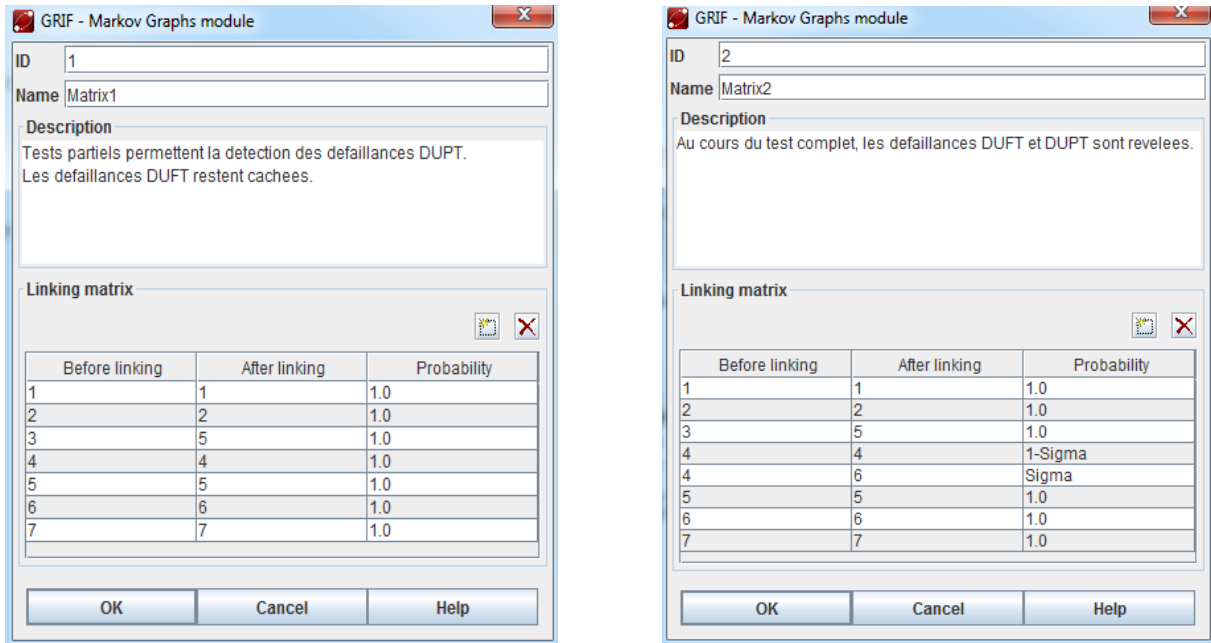 GRIF - Markov Graphs module
X
ID 1
Name Matrix1
Description
Tests partiels permettent la detection des defaillances DUPT.
Les defaillances DUFT restent cachees.
Linking matrix
Before linking After linking Probability
1 1 1.0
2 2 1.0
3 5 1.0
4 4 1.0
5 5 1.0
6 6 1.0
7 7 1.0
OK Cancel Help
GRIF - Markov Graphs module
X
ID 2
Name Matrix2
Description
Au cours du test complet, les defaillances DUFT et DUPT sont revelees.
Linking matrix
Before linking After linking Probability
1 1 1.0
2 2 1.0
3 5 1.0
4 4 1-Sigma
4 6 Sigma
5 5 1.0
6 6 1.0
7 7 1.0
OK Cancel Help